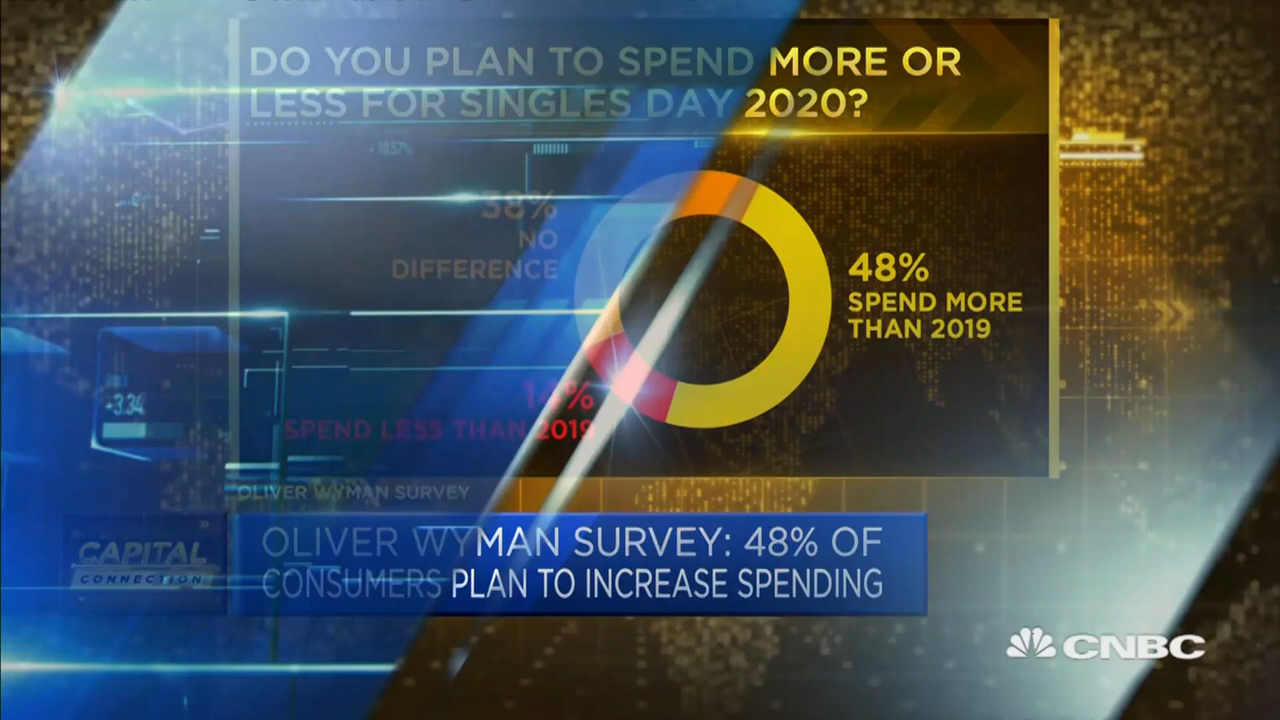 DO YOU PLAN TO SPEND MORE OR
LESS FOR SINGLES DAY 2020?
38%
NO
DIFFERENCE
48%
SPEND MORE
THAN 2019
+3.34
14%
SPEND LESS THAN 2019
OLIVER WYMAN SURVEY
CAPITAL
CONNECTION
OLIVER WYMAN SURVEY: 48% OF
CONSUMERS PLAN TO INCREASE SPENDING
CNBC